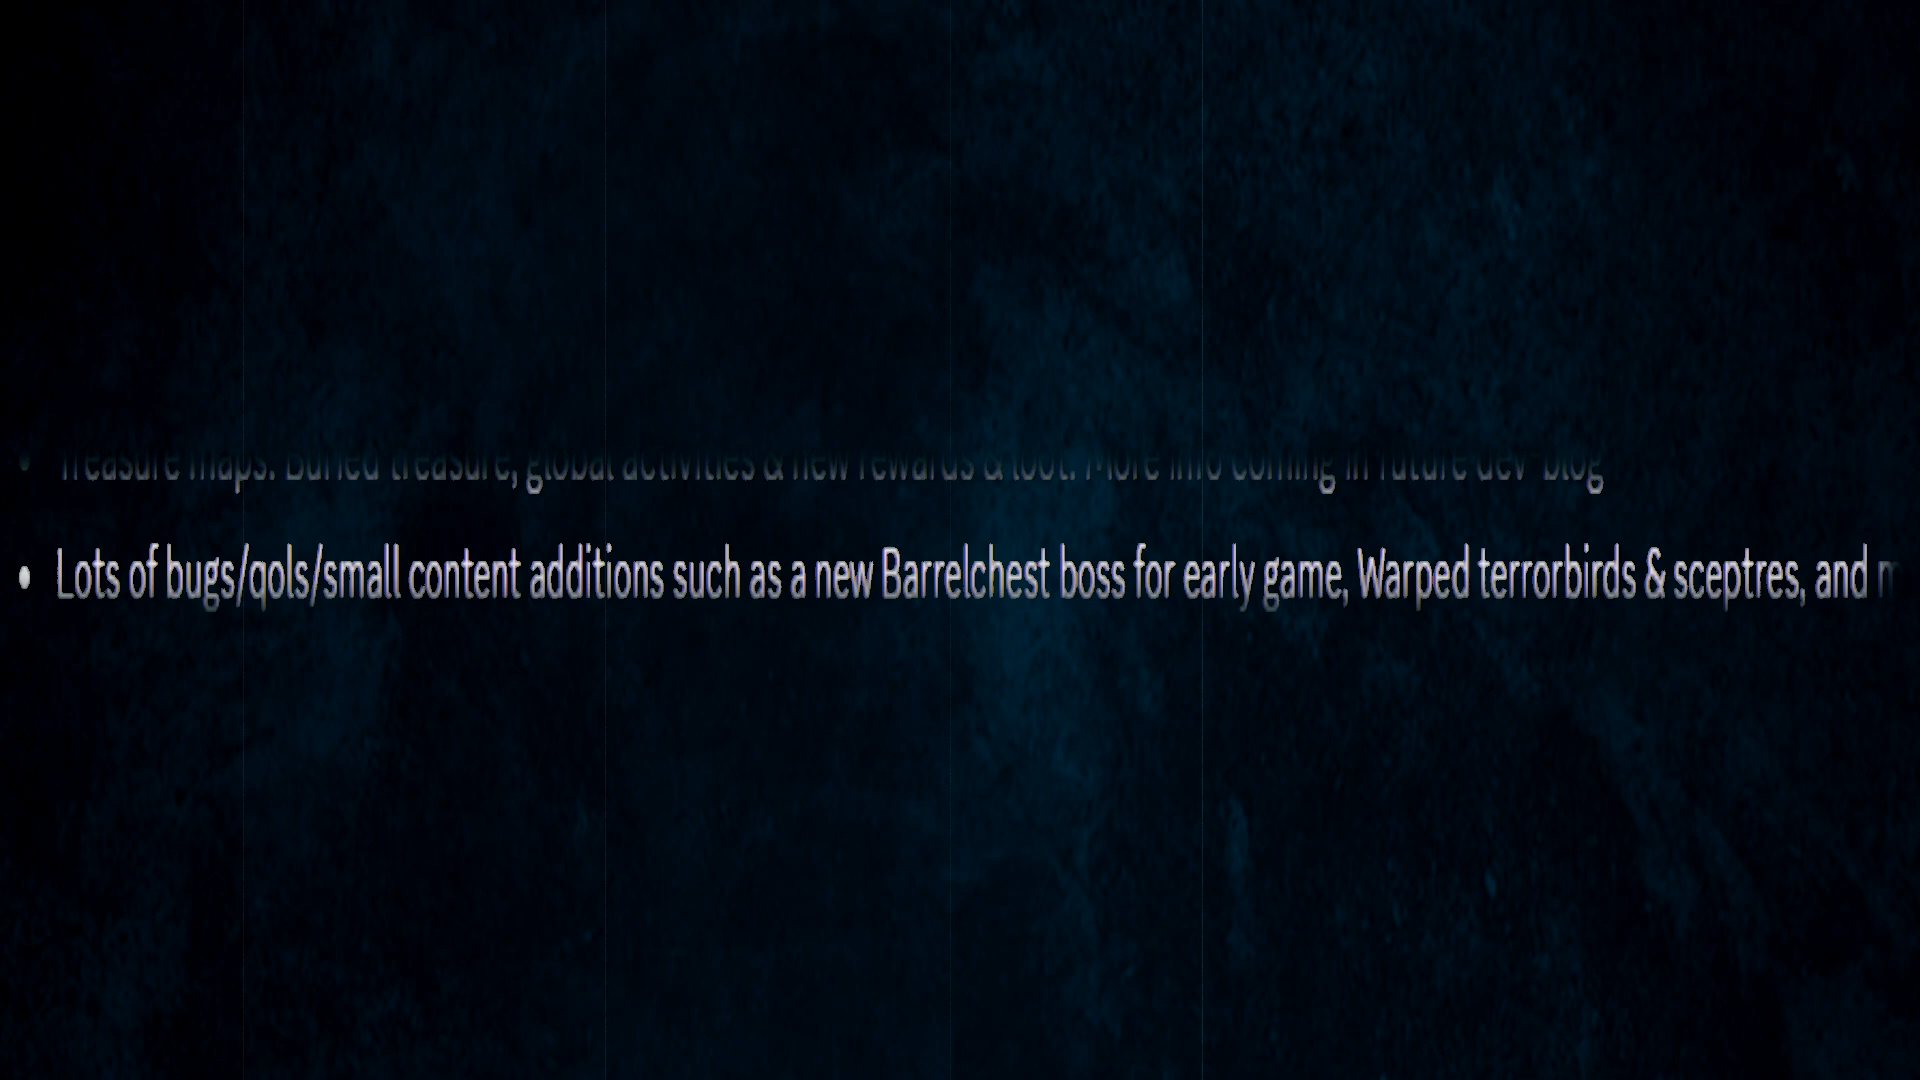 • Treasure maps. Buried treasure, global activities & new rewards & loot. More info coming in future dev-blog
• Lots of bugs/qols/small content additions such as a new Barrelchest boss for early game, Warped terrorbirds & sceptres, and